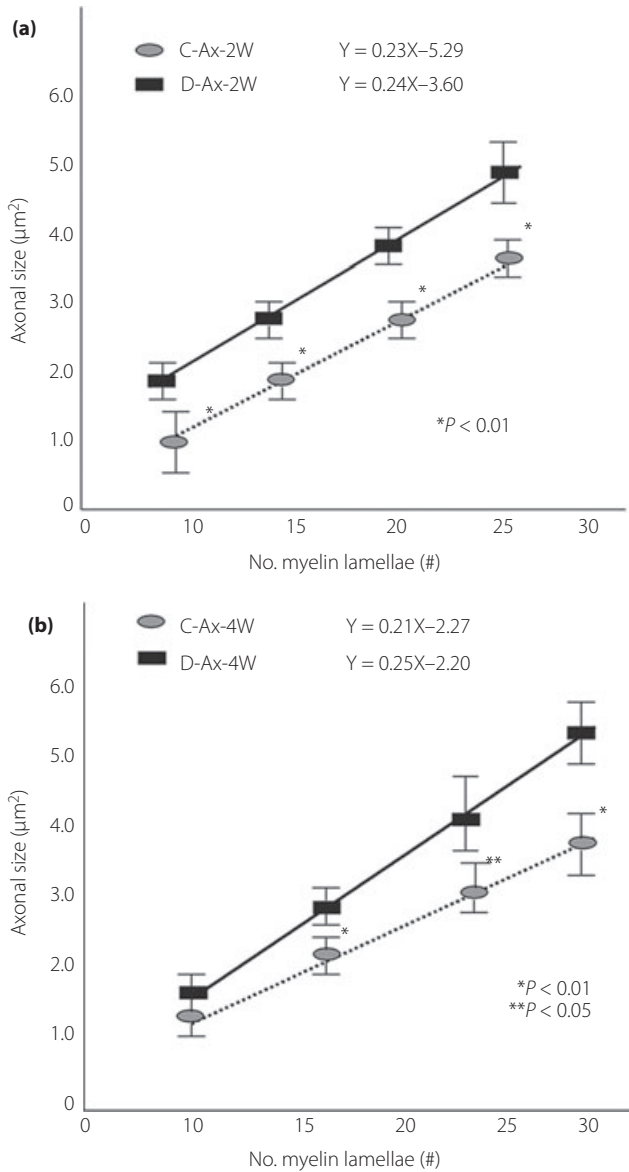 (a)
C-Ax-2W Y = 0.23X–5.29
D-Ax-2W Y = 0.24X–3.60
6.0
5.0
4.0
3.0
2.0
1.0
0
Axonal size (µm²)
*
*
*
*
*P < 0.01
0 10 15 20 25 30
No. myelin lamellae (#)
(b)
C-Ax-4W Y = 0.21X–2.27
D-Ax-4W Y = 0.25X–2.20
6.0
5.0
4.0
3.0
2.0
1.0
0
Axonal size (µm²)
*
**
*
*P < 0.01
**P < 0.05
0 10 15 20 25 30
No. myelin lamellae (#)